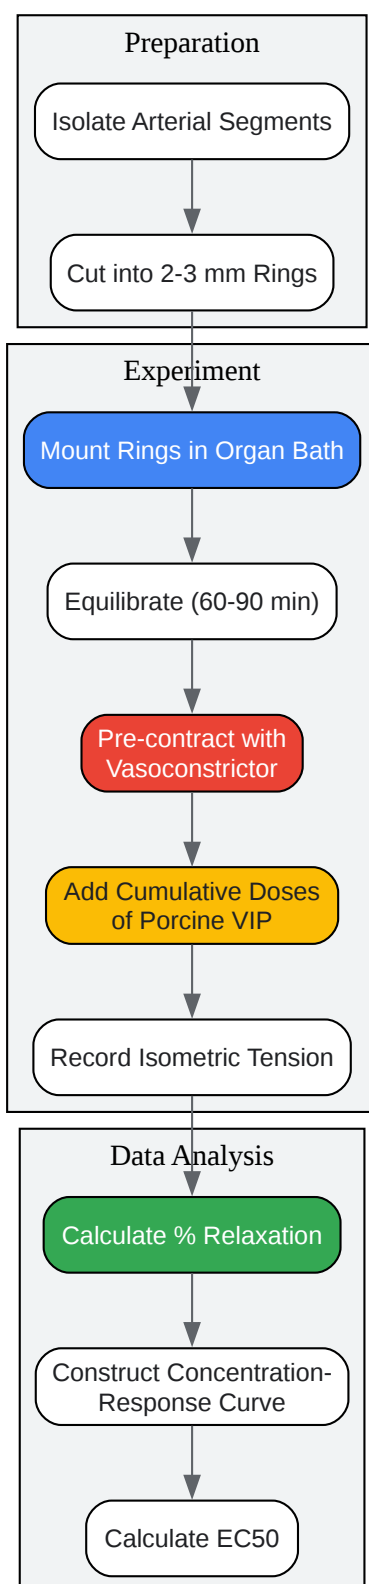 Preparation
Isolate Arterial Segments
Cut into 2-3 mm Rings
Experiment
Mount Rings in Organ Bath
Equilibrate (60-90 min)
Pre-contract with
Vasoconstrictor
Add Cumulative Doses
of Porcine VIP
Record Isometric Tension
Data Analysis
Calculate % Relaxation
Construct Concentration-
Response Curve
Calculate EC50